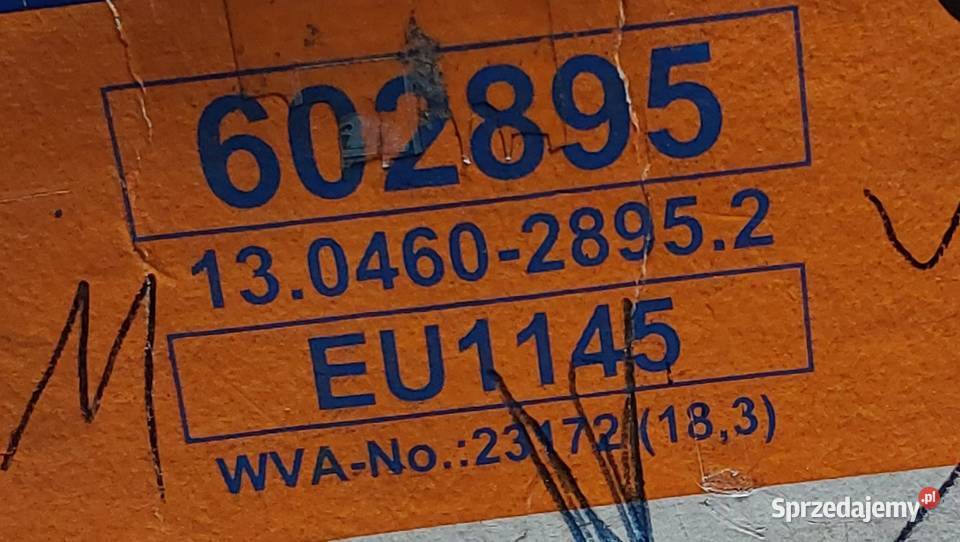 602895
13.0460-2895.2
EU1145
WVA-No.:23172 (18,3)
M
Sprzedajemy.pl